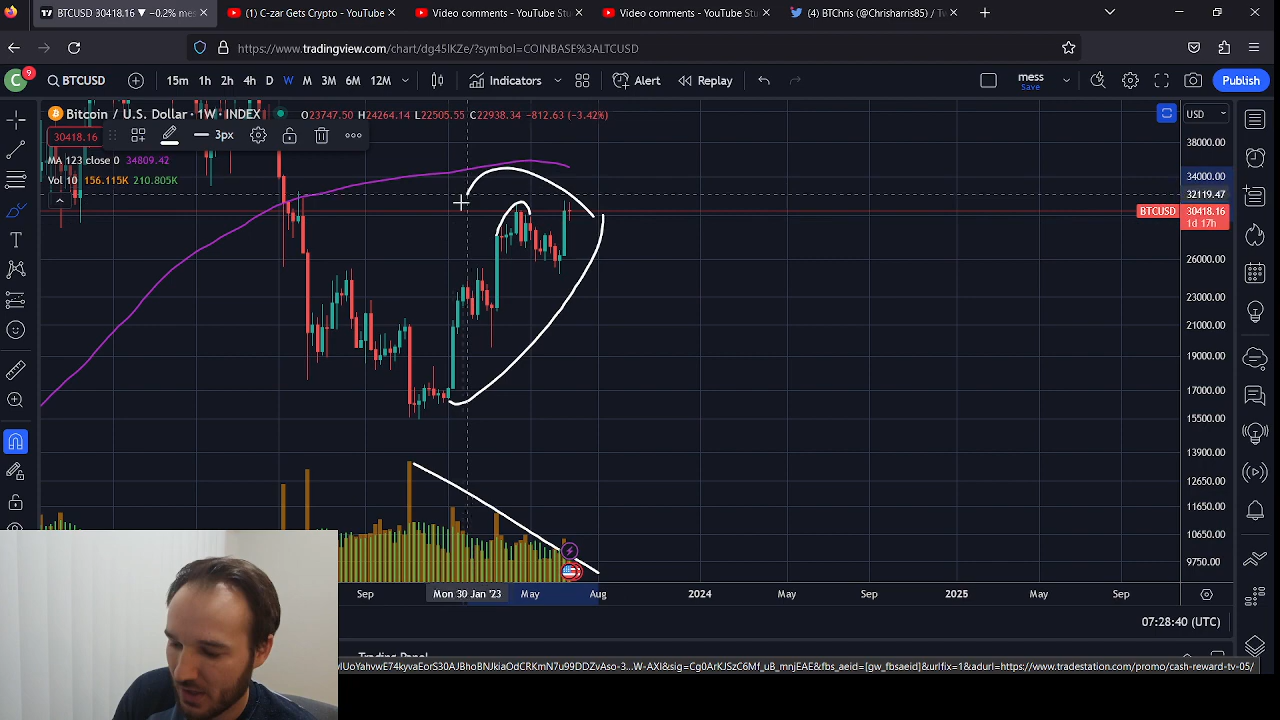 BTCUSD 30418.16 ▼ −0.2% mes
(1) C-zar Gets Crypto - YouTube
Video comments - YouTube Stu
Video comments - YouTube Stu
(4) BTChris (@Chrisharris85) / Tw
https://www.tradingview.com/chart/dg45IKZe/?symbol=COINBASE%3ALTCUSD
C 9 BTCUSD 15m 1h 2h 4h D W M 3M 6M 12M Indicators Alert Replay mess Save Publish
Bitcoin / U.S. Dollar · 1W · INDEX O23747.50 H24264.14 L22505.55 C22938.34 −812.63 (−3.42%) USD
30418.16 3px
38000.00
MA 123 close 0 34809.42
34000.00
Vol 10 156.115K 210.805K
32119.47
BTCUSD 30418.16
1d 17h
26000.00
23000.00
21000.00
19000.00
17000.00
15500.00
13900.00
12650.00
11650.00
10650.00
9750.00
Sep Mon 30 Jan '23 May Aug 2024 May Sep 2025 May Sep
07:28:40 (UTC)
Trading Panel